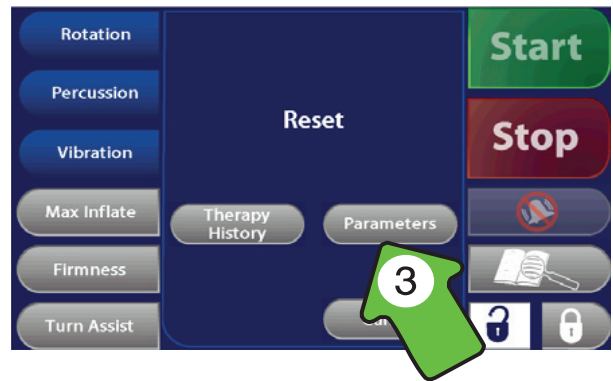 Rotation
Percussion
Vibration
Max Inflate
Firmness
Turn Assist
Reset
Therapy
History
Parameters
3
Start
Stop